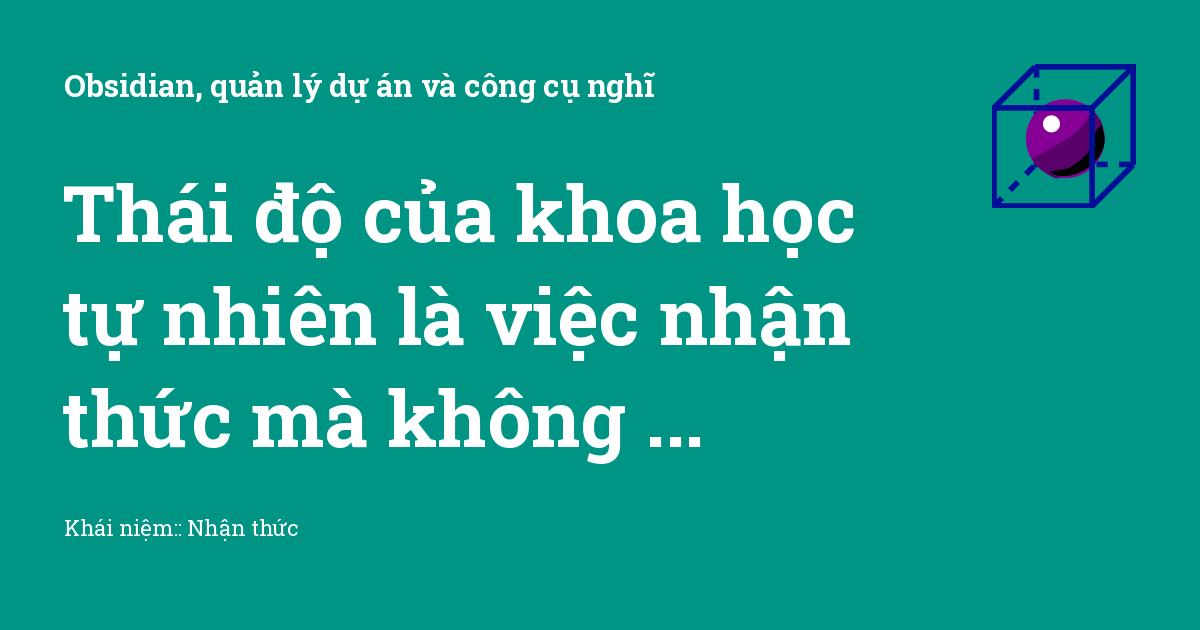 Obsidian, quản lý dự án và công cụ nghĩ
Thái độ của khoa học
tự nhiên là việc nhận
thức mà không ...
Khái niệm:: Nhận thức